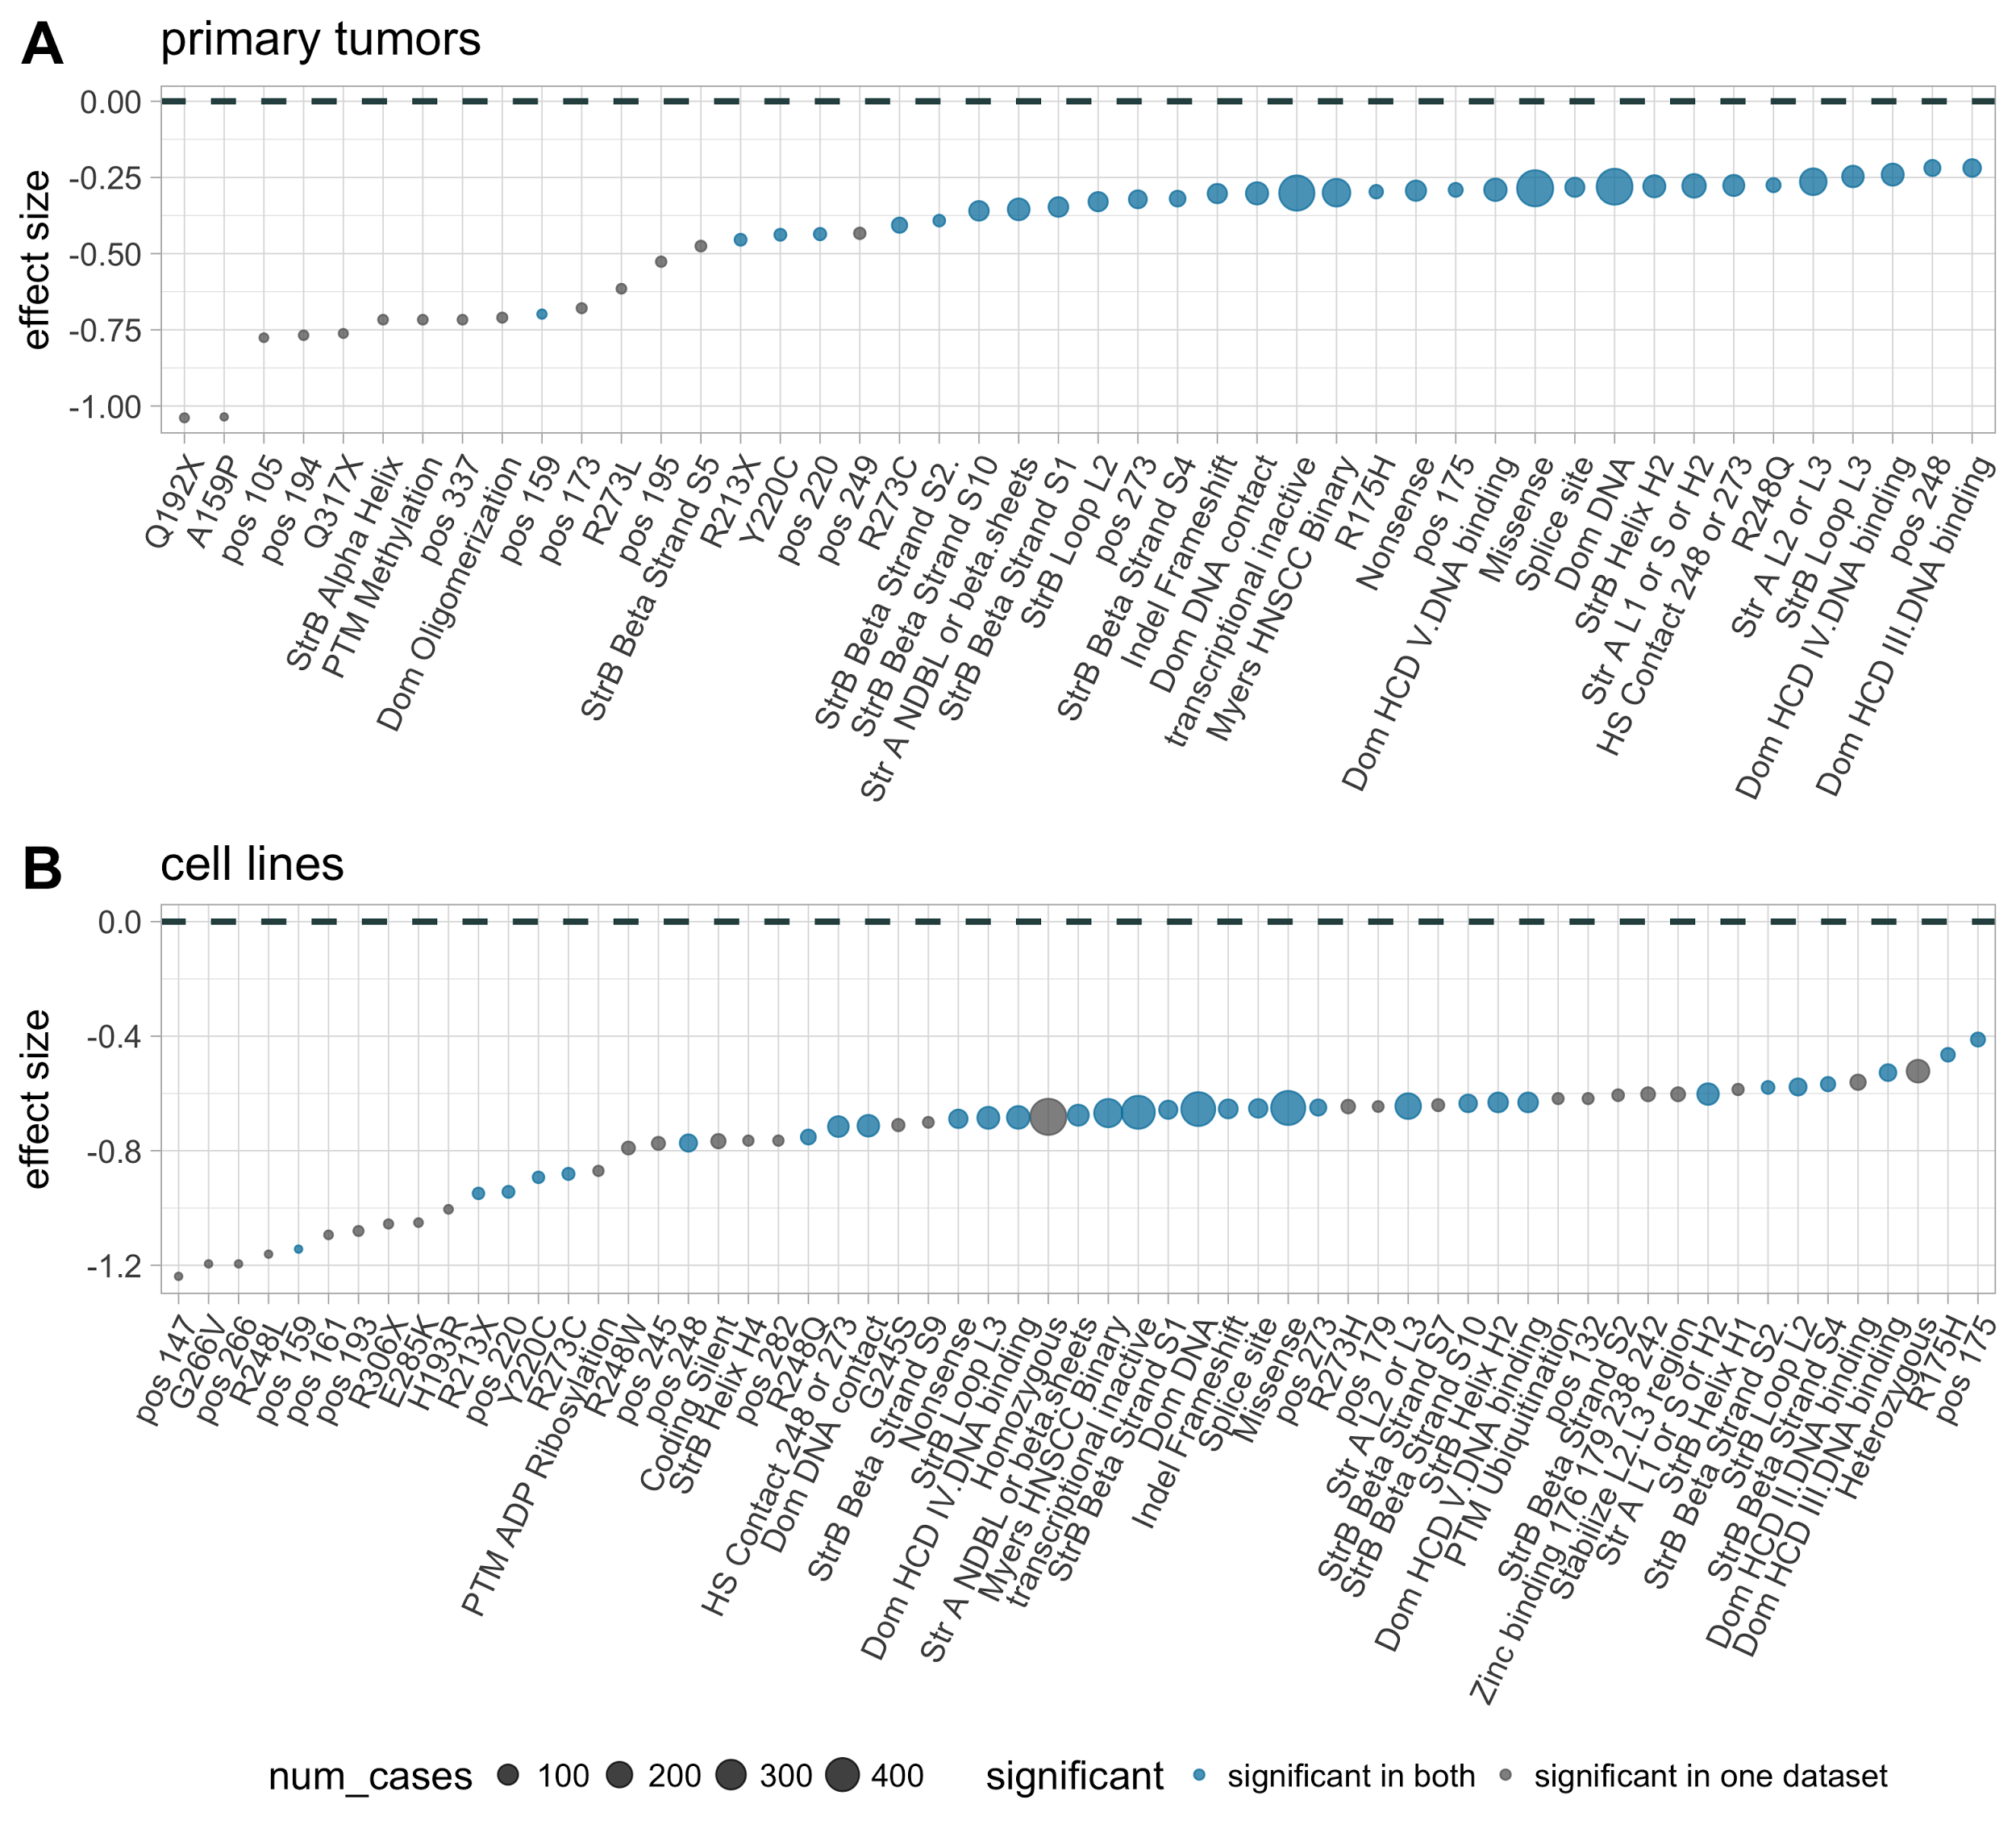 A
primary tumors
effect size
0.00
-0.25
-0.50
-0.75
-1.00
Q192X
A159P
pos 105
pos 194
Q317X
StrB Alpha Helix
PTM Methylation
pos 337
Dom Oligomerization
pos 159
pos 173
R273L
pos 195
StrB Beta Strand S5
R213X
Y220C
pos 220
pos 249
R273C
StrB Beta Strand S2.
StrB Beta Strand S10
Str A NDBL or beta.sheets
StrB Beta Strand S1
StrB Loop L2
pos 273
StrB Beta Strand S4
Indel Frameshift
Dom DNA contact
transcriptional inactive
Myers HNSCC Binary
R175H
Nonsense
pos 175
Dom HCD V.DNA binding
Missense
Splice site
Dom DNA
StrB Helix H2
Str A L1 or S or H2
HS Contact 248 or 273
R248Q
Str A L2 or L3
StrB Loop L3
Dom HCD IV.DNA binding
pos 248
Dom HCD III.DNA binding
B
cell lines
effect size
0.0
-0.4
-0.8
-1.2
pos 147
G266V
pos 266
R248L
pos 159
pos 161
pos 193
R306X
E285K
H193R
R213X
pos 220
Y220C
R273C
PTM ADP Ribosylation
R248W
pos 245
pos 248
Coding Silent
StrB Helix H4
pos 282
R248Q
HS Contact 248 or 273
Dom DNA contact
G245S
StrB Beta Strand S9
Nonsense
StrB Loop L3
Dom HCD IV.DNA binding
Homozygous
Str A NDBL or beta.sheets
Myers HNSCC Binary
transcriptional inactive
StrB Beta Strand S1
Dom DNA
Indel Frameshift
Splice site
Missense
pos 273
R273H
pos 179
Str A L2 or L3
StrB Beta Strand S7
StrB Beta Strand S10
StrB Helix H2
Dom HCD V.DNA binding
PTM Ubiquitination
pos 132
StrB Beta Strand S2
Zinc binding 176 179 238 242
Stabilize L2.L3 region
Str A L1 or S or H2
StrB Helix H1
StrB Beta Strand S2.
StrB Loop L2
StrB Beta Strand S4
Dom HCD II.DNA binding
Dom HCD III.DNA binding
Heterozygous
R175H
pos 175
num_cases 100 200 300 400 significant significant in both significant in one dataset